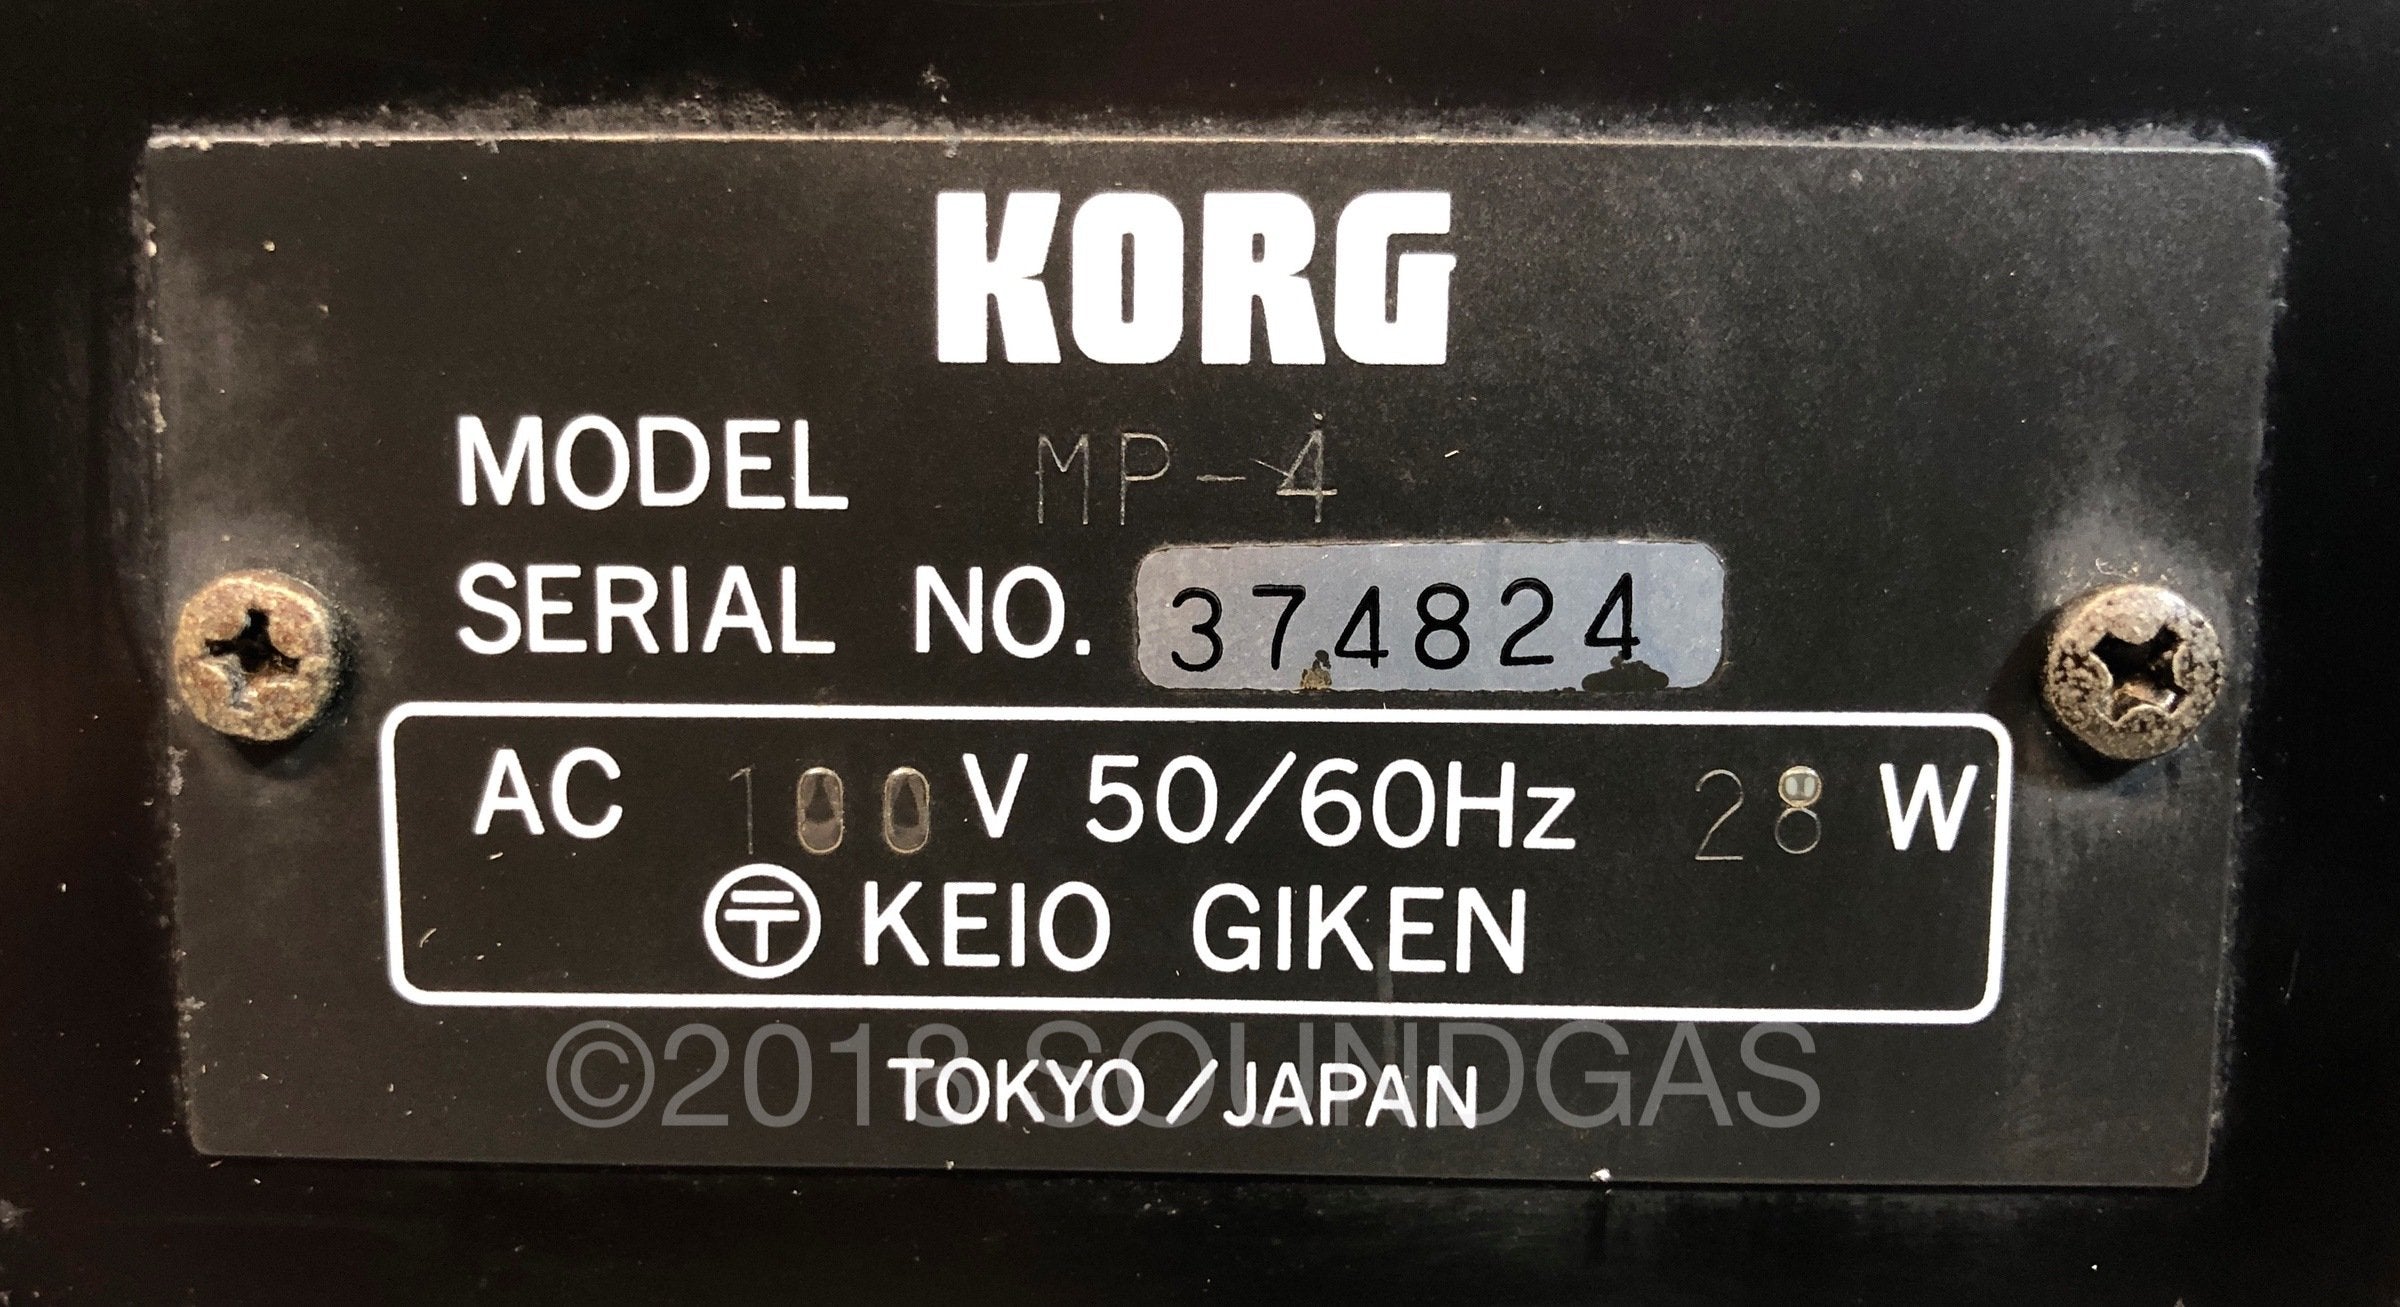 KORG
MODEL MP-4
SERIAL NO. 374824
AC 100 V 50/60Hz 28 W
〒 KEIO GIKEN
©2018 SOUNDGAS
TOKYO/JAPAN